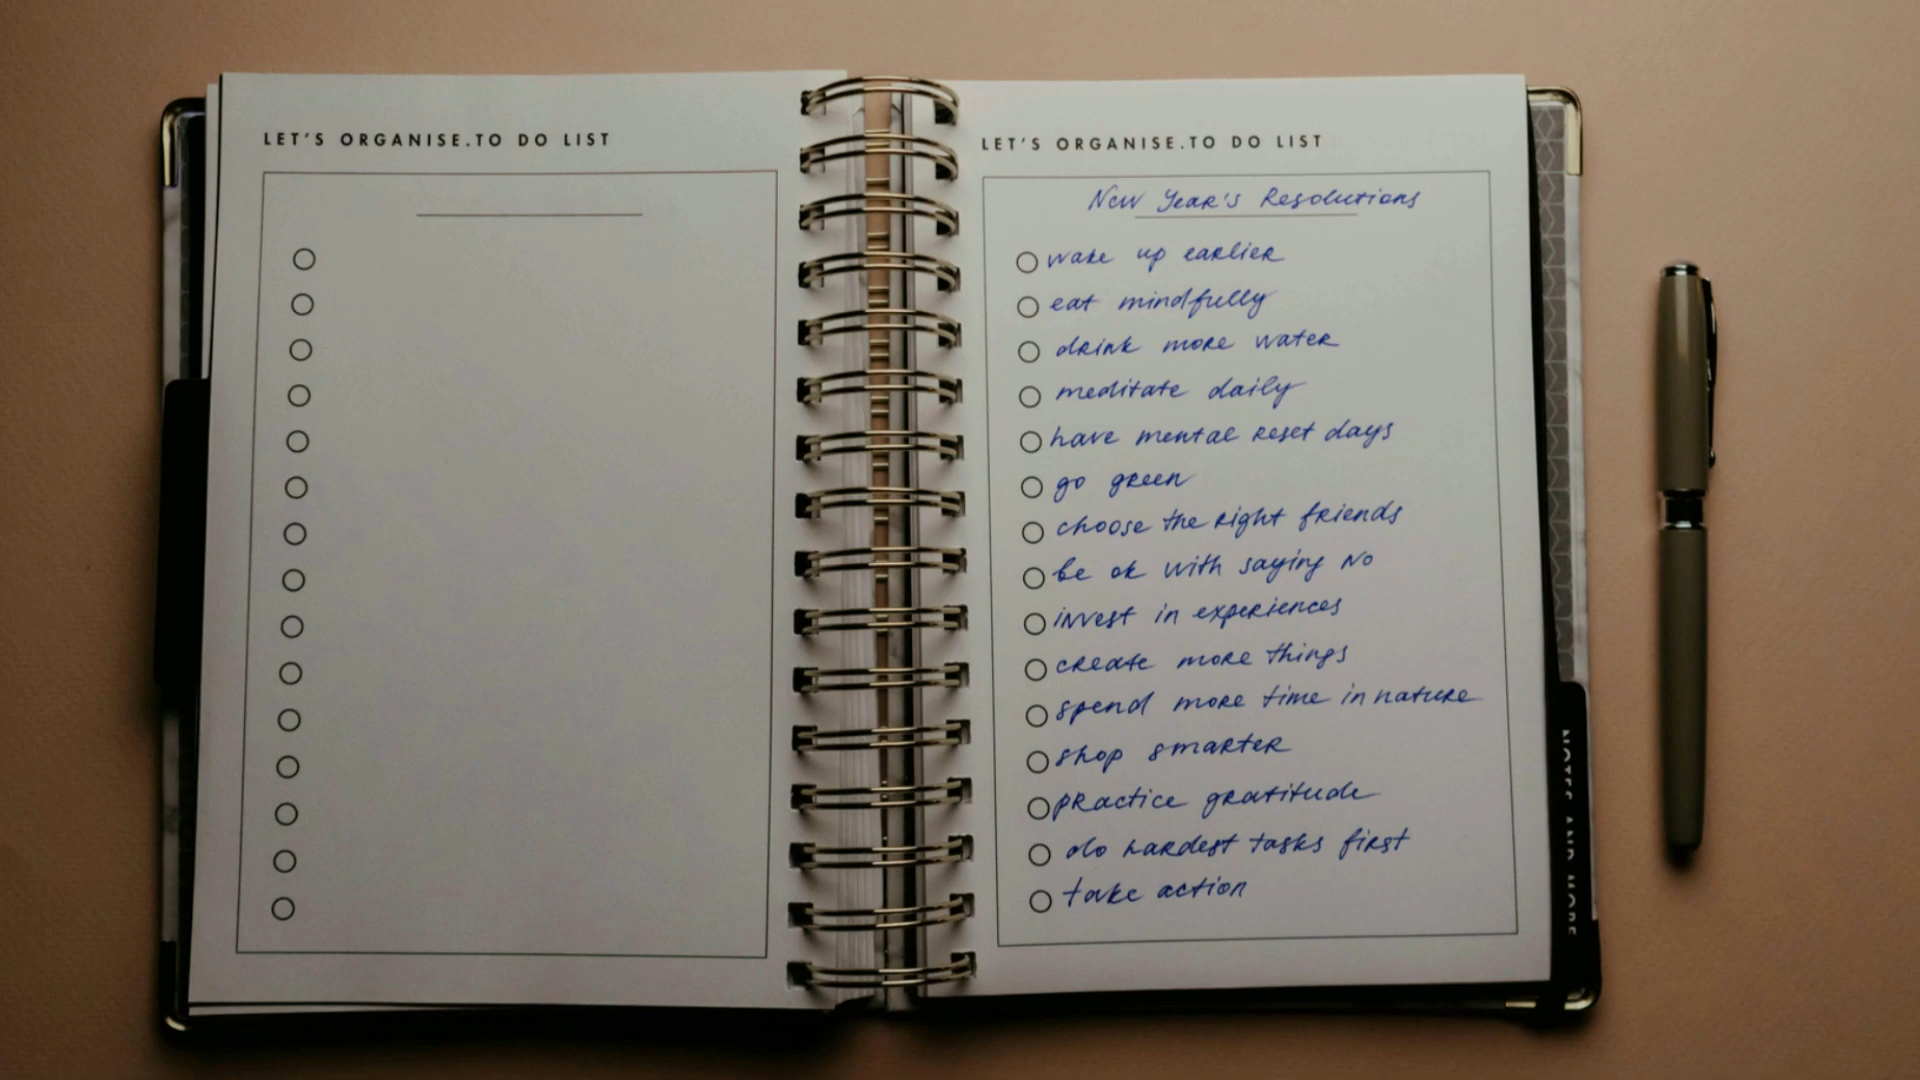 LET'S ORGANISE.TO DO LIST
LET'S ORGANISE.TO DO LIST
New Year's Resolutions
wake up earlier
eat mindfully
drink more water
meditate daily
have mental reset days
go green
choose the right friends
be ok with saying NO
invest in experiences
create more things
spend more time in nature
shop smarter
practice gratitude
do hardest tasks first
take action
NOTES AND MORE